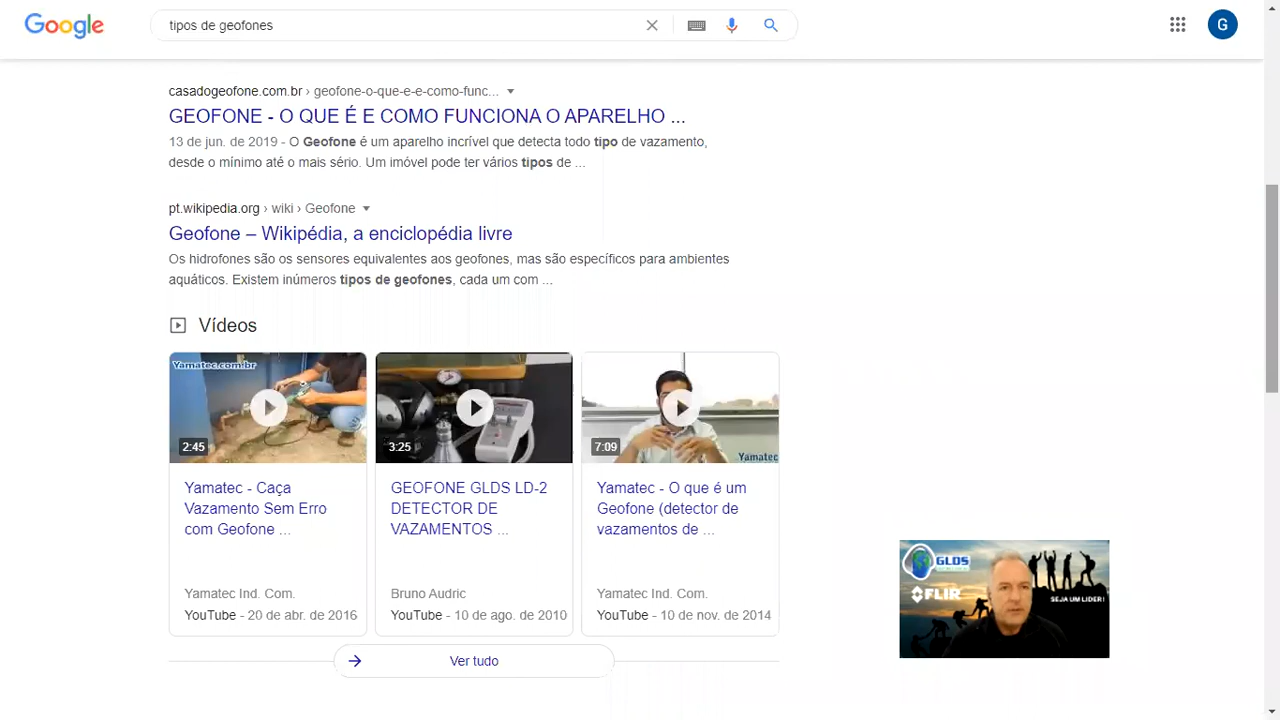 Google
tipos de geofones
G
casadogeofone.com.br › geofone-o-que-e-e-como-func...
GEOFONE - O QUE É E COMO FUNCIONA O APARELHO ...
13 de jun. de 2019 - O Geofone é um aparelho incrível que detecta todo tipo de vazamento,
desde o mínimo até o mais sério. Um imóvel pode ter vários tipos de ...
pt.wikipedia.org › wiki › Geofone
Geofone – Wikipédia, a enciclopédia livre
Os hidrofones são os sensores equivalentes aos geofones, mas são específicos para ambientes
aquáticos. Existem inúmeros tipos de geofones, cada um com ...
Vídeos
Yamatec.com.br
2:45
Yamatec - Caça
Vazamento Sem Erro
com Geofone ...
Yamatec Ind. Com.
YouTube - 20 de abr. de 2016
3:25
GEOFONE GLDS LD-2
DETECTOR DE
VAZAMENTOS ...
Bruno Audric
YouTube - 10 de ago. de 2010
7:09
Yamatec
Yamatec - O que é um
Geofone (detector de
vazamentos de ...
Yamatec Ind. Com.
YouTube - 10 de nov. de 2014
Ver tudo
GLDS
FLIR
SEJA UM LIDER!